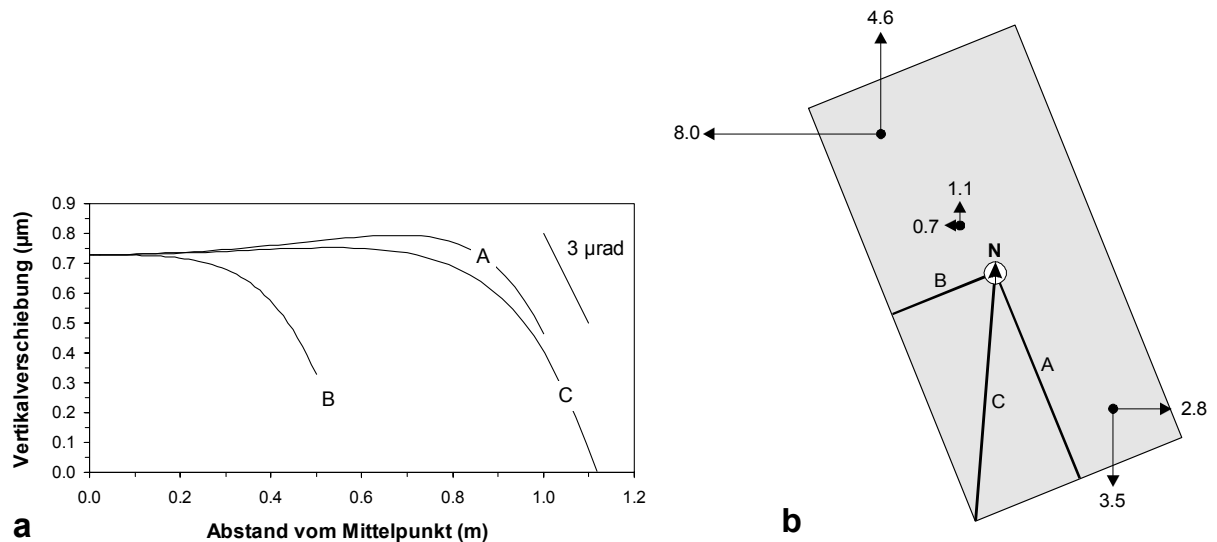 Vertikalverschiebung (µm)
0.9
0.8
0.7
0.6
0.5
0.4
0.3
0.2
0.1
0.0
A
B
C
3 µrad
0.0
0.2
0.4
0.6
0.8
1.0
1.2
Abstand vom Mittelpunkt (m)
a
4.6
8.0
1.1
0.7
N
B
A
C
2.8
3.5
b